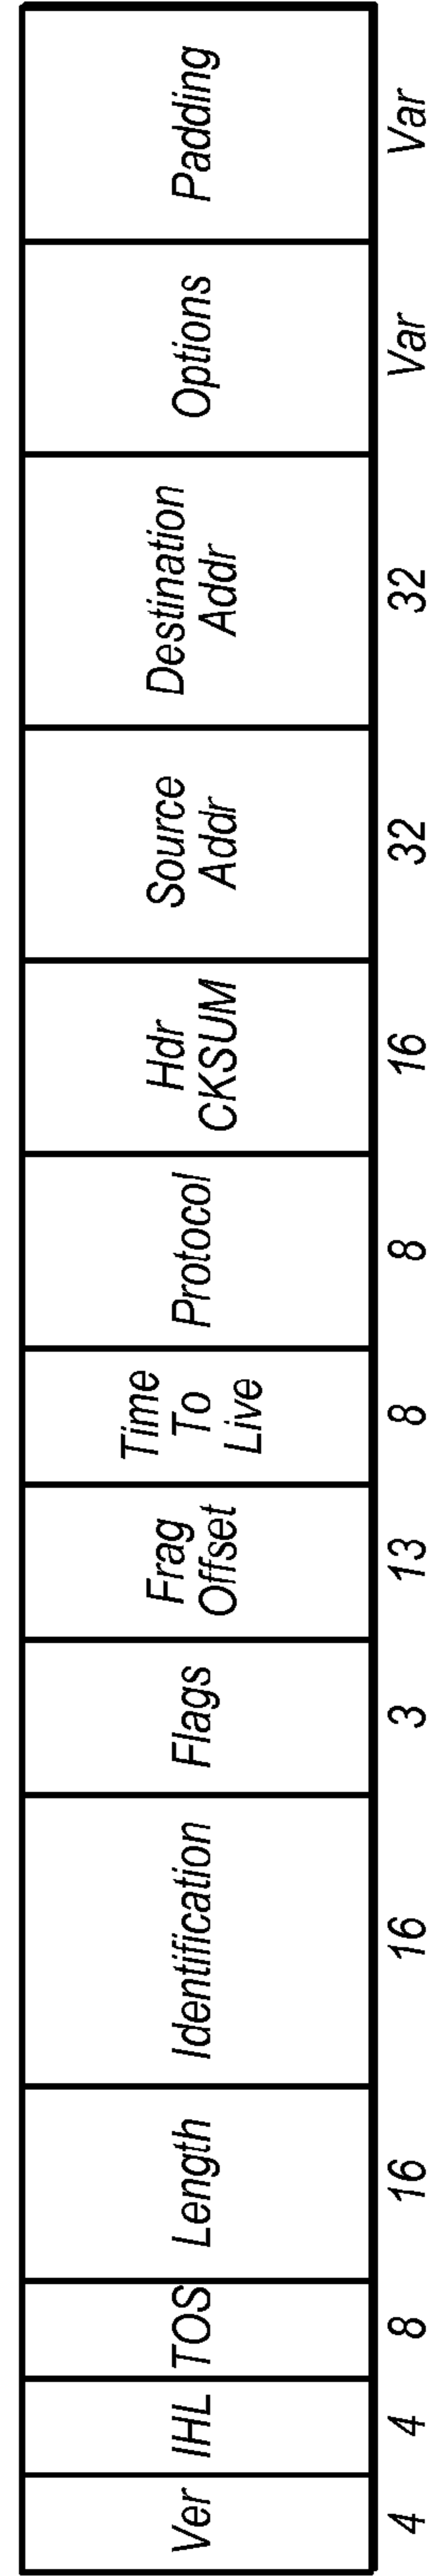 Ver
IHL
TOS
Length
Identification
Flags
Frag
Offset
Time
To
Live
Protocol
Hdr
CKSUM
Source
Addr
Destination
Addr
Options
Padding
4
4
8
16
16
3
13
8
8
16
32
32
Var
Var